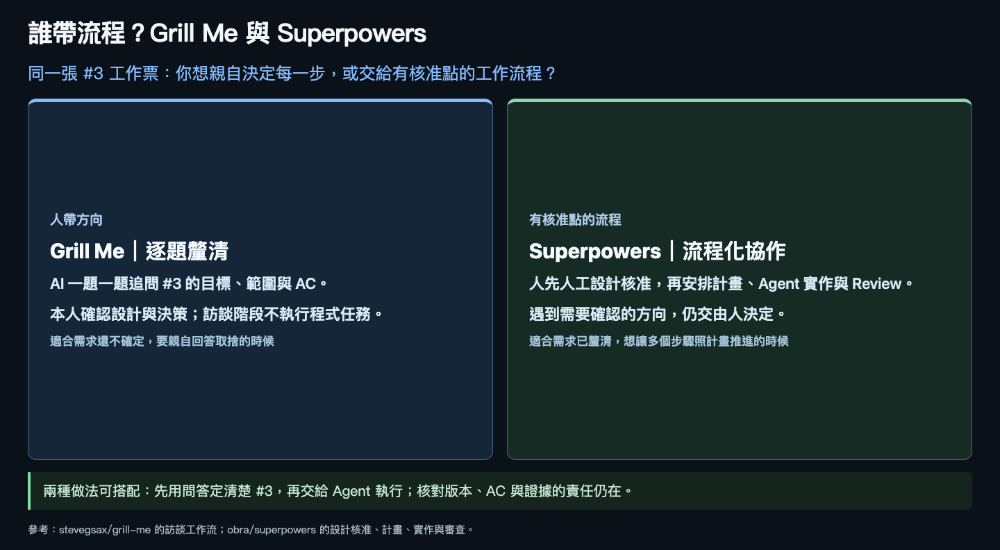 誰帶流程？Grill Me 與 Superpowers
同一張 #3 工作票：你想親自決定每一步，或交給有核准點的工作流程？
人帶方向
Grill Me｜逐題釐清
AI 一題一題追問 #3 的目標、範圍與 AC。
本人確認設計與決策；訪談階段不執行程式任務。
適合需求還不確定，要親自回答取捨的時候
有核准點的流程
Superpowers｜流程化協作
人先人工設計核准，再安排計畫、Agent 實作與 Review。
遇到需要確認的方向，仍交由人決定。
適合需求已釐清，想讓多個步驟照計畫推進的時候
兩種做法可搭配：先用問答定清楚 #3，再交給 Agent 執行；核對版本、AC 與證據的責任仍在。
參考：stevegsax/grill-me 的訪談工作流；obra/superpowers 的設計核准、計畫、實作與審查。